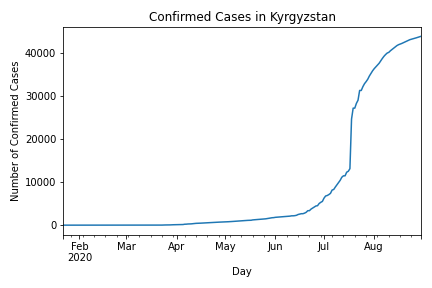 Confirmed Cases in Kyrgyzstan
Number of Confirmed Cases
40000
30000
20000
10000
0
Feb Mar Apr May Jun Jul Aug
2020
Day